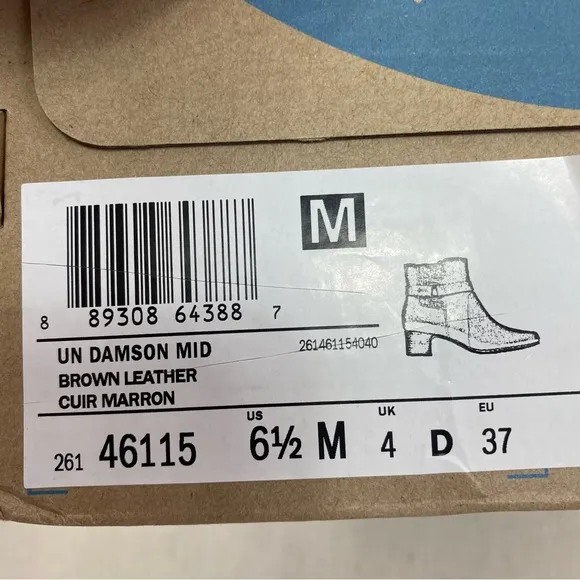 M
8 89308 64388 7
UN DAMSON MID 261461154040
BROWN LEATHER
CUIR MARRON
US UK EU
261 46115 6½ M 4 D 37